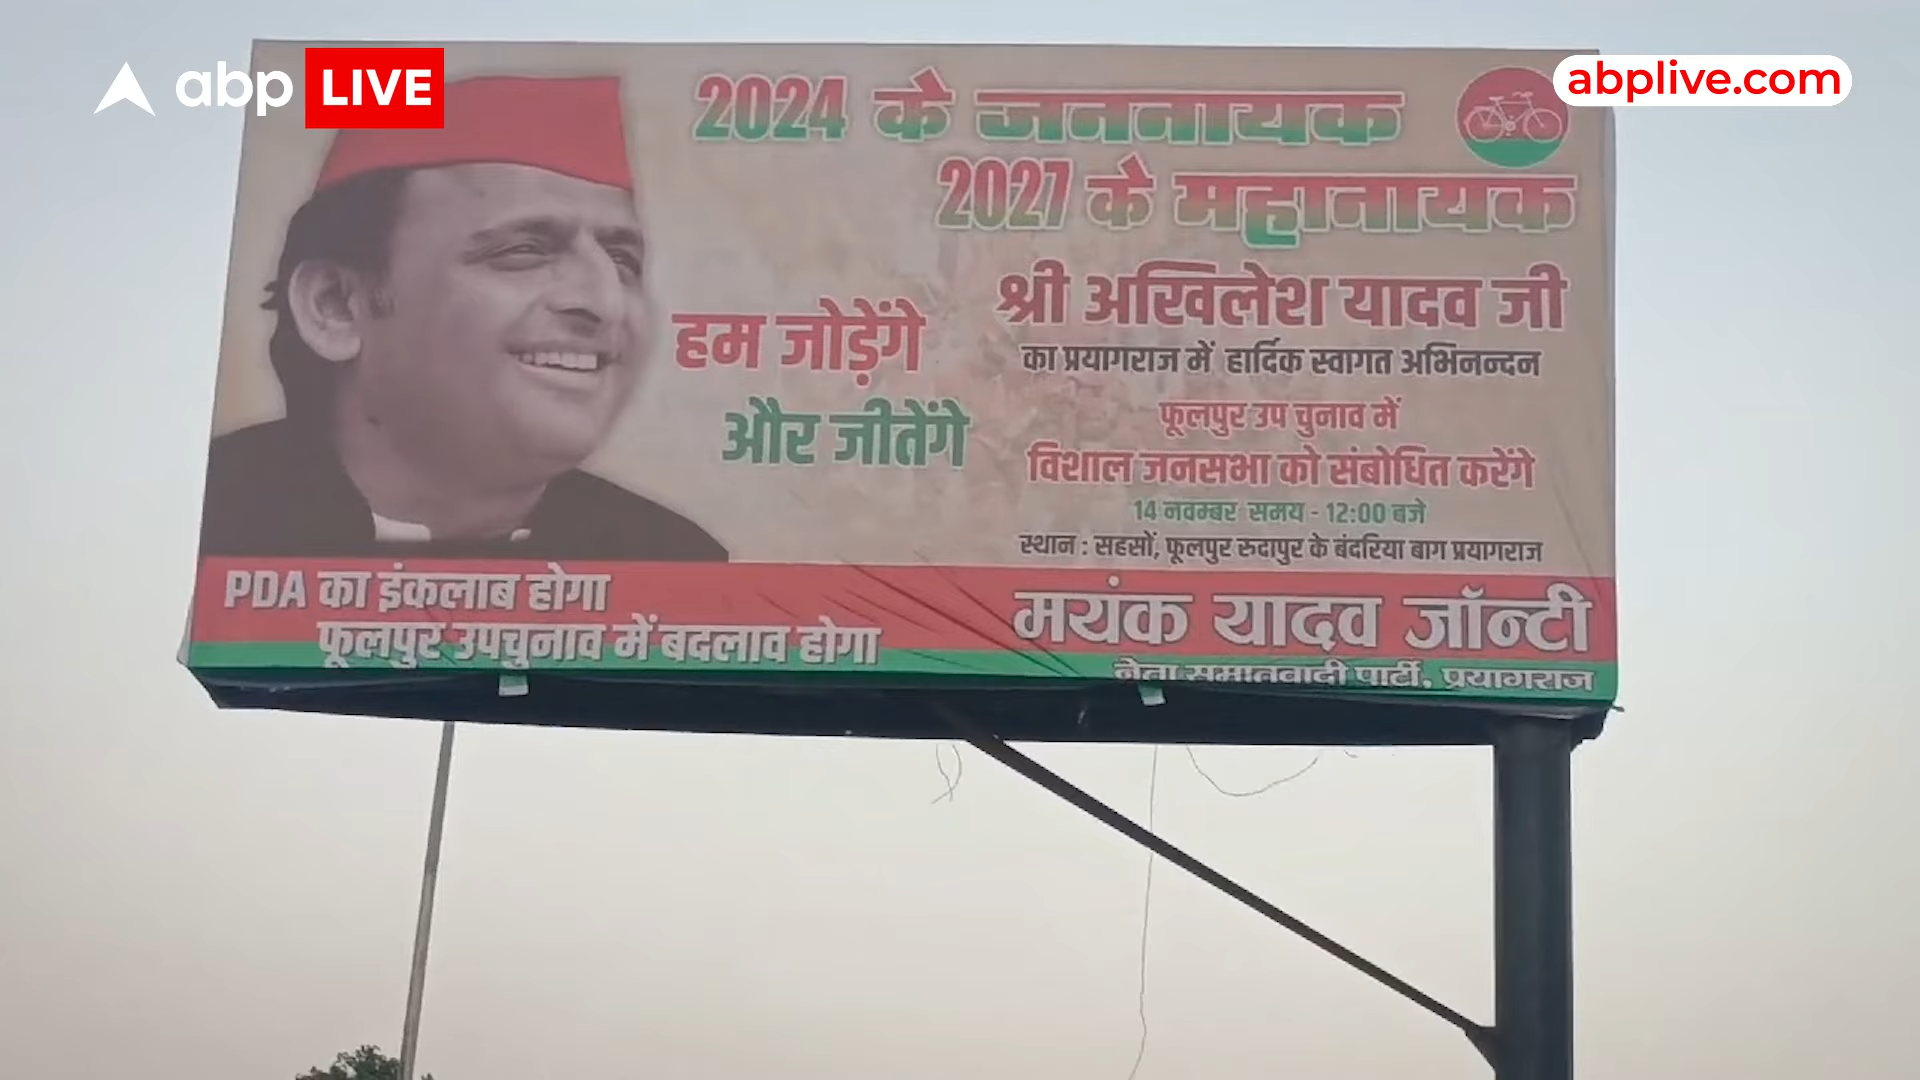 abp LIVE
abplive.com
2024 के जननायक
2027 के महानायक
श्री अखिलेश यादव जी
का प्रयागराज में हार्दिक स्वागत अभिनन्दन
हम जोड़ेंगे
और जीतेंगे
फूलपुर उप चुनाव में
विशाल जनसभा को संबोधित करेंगे
14 नवम्बर समय - 12:00 बजे
स्थान : सहसों, फूलपुर रुदापुर के बंदरिया बाग प्रयागराज
PDA का इंकलाब होगा
फूलपुर उपचुनाव में बदलाव होगा
मयंक यादव जॉन्टी
नेता समाजवादी पार्टी, प्रयागराज